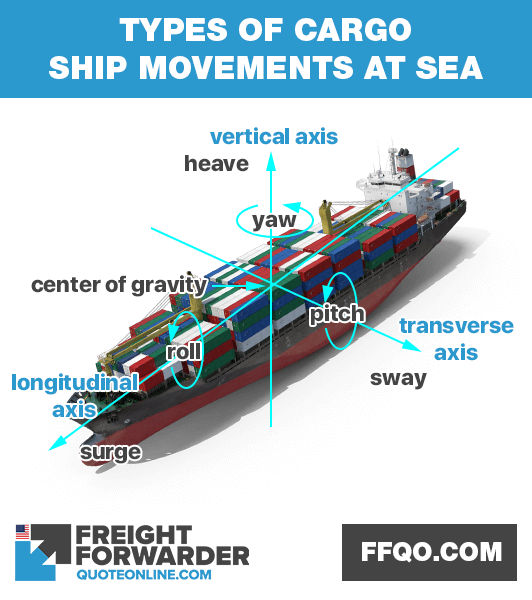 TYPES OF CARGO
SHIP MOVEMENTS AT SEA
vertical axis
heave
yaw
center of gravity
pitch
transverse
axis
roll
sway
longitudinal
axis
surge
FREIGHT
FORWARDER
QUOTEONLINE.COM
FFQO.COM